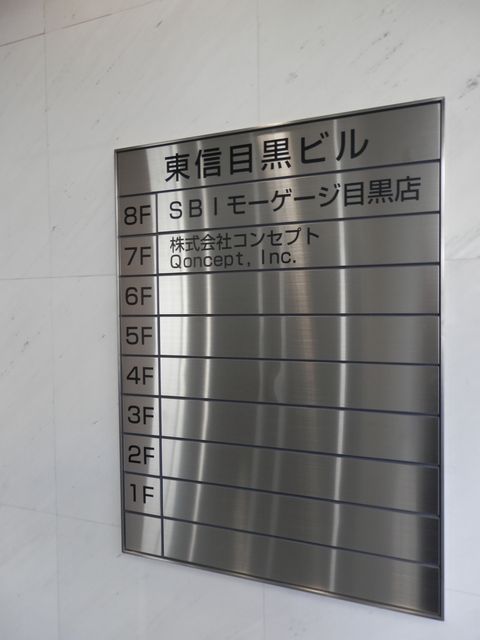 東信目黒ビル
8F SBIモーゲージ目黒店
7F 株式会社コンセプト
Qoncept, Inc.
6F
5F
4F
3F
2F
1F